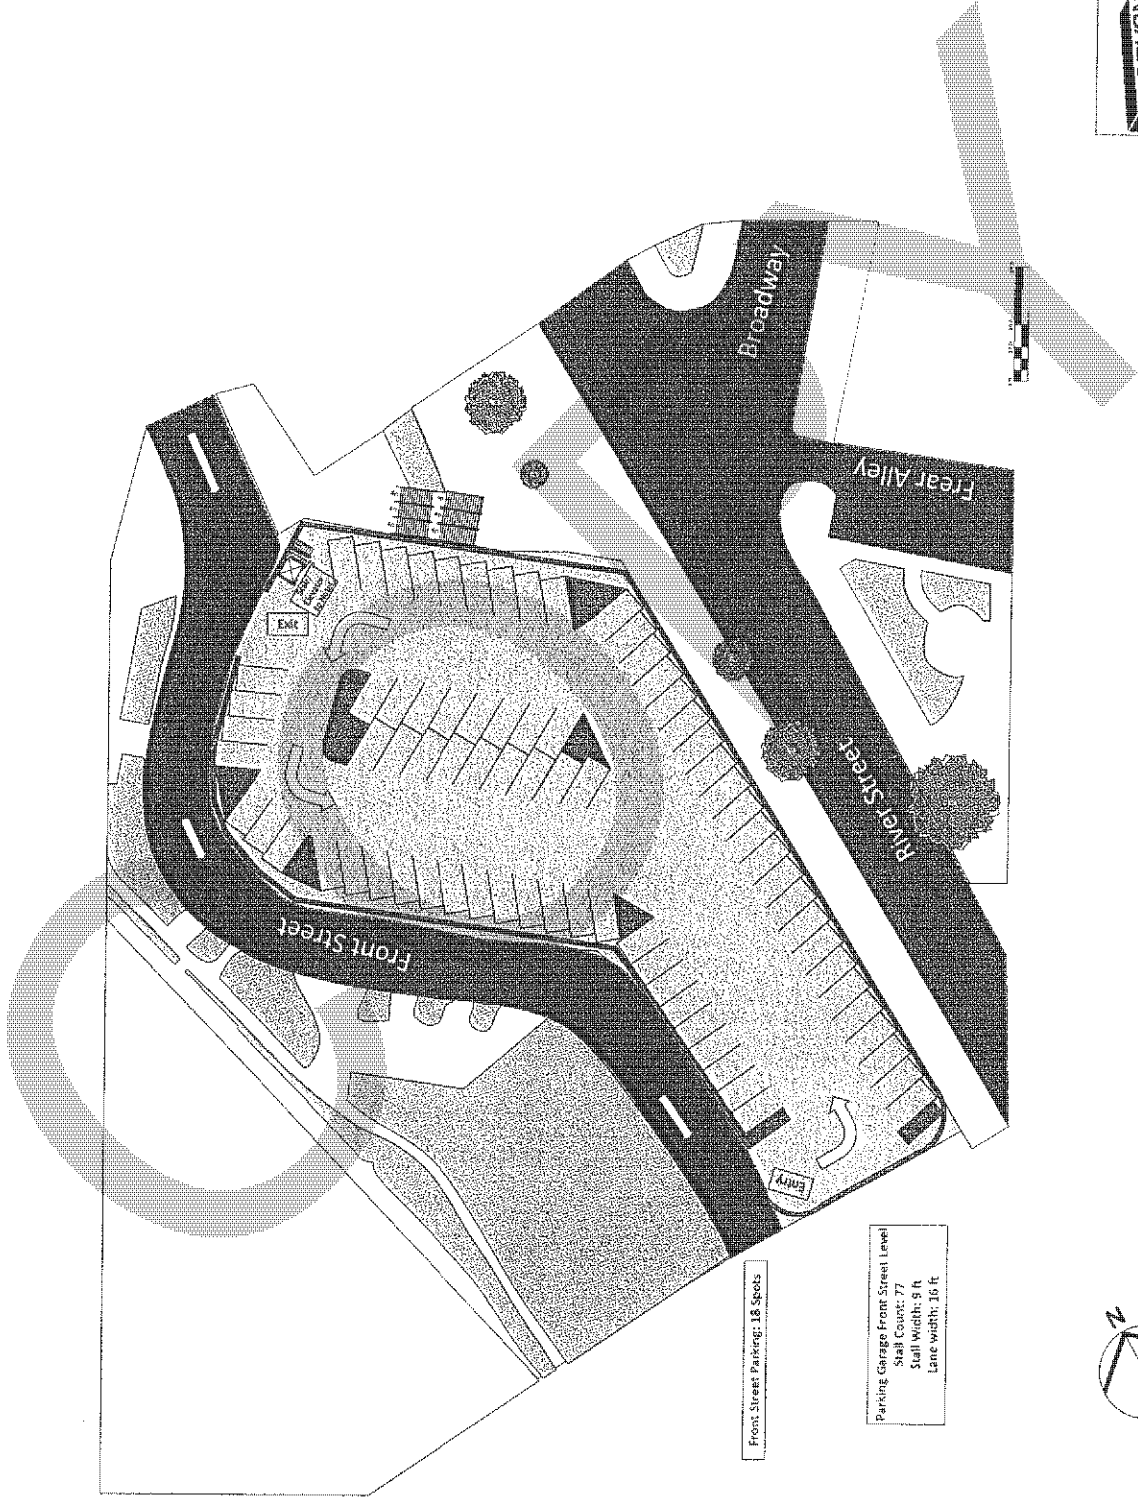 Broadway
Frear Alley
River Street
Front Street
Exit
Entry
Front Street Parking: 18 Spots
Parking Garage Front Street Level
Stall Count: 77
Stall Width: 9 ft
Lane width: 16 ft
N